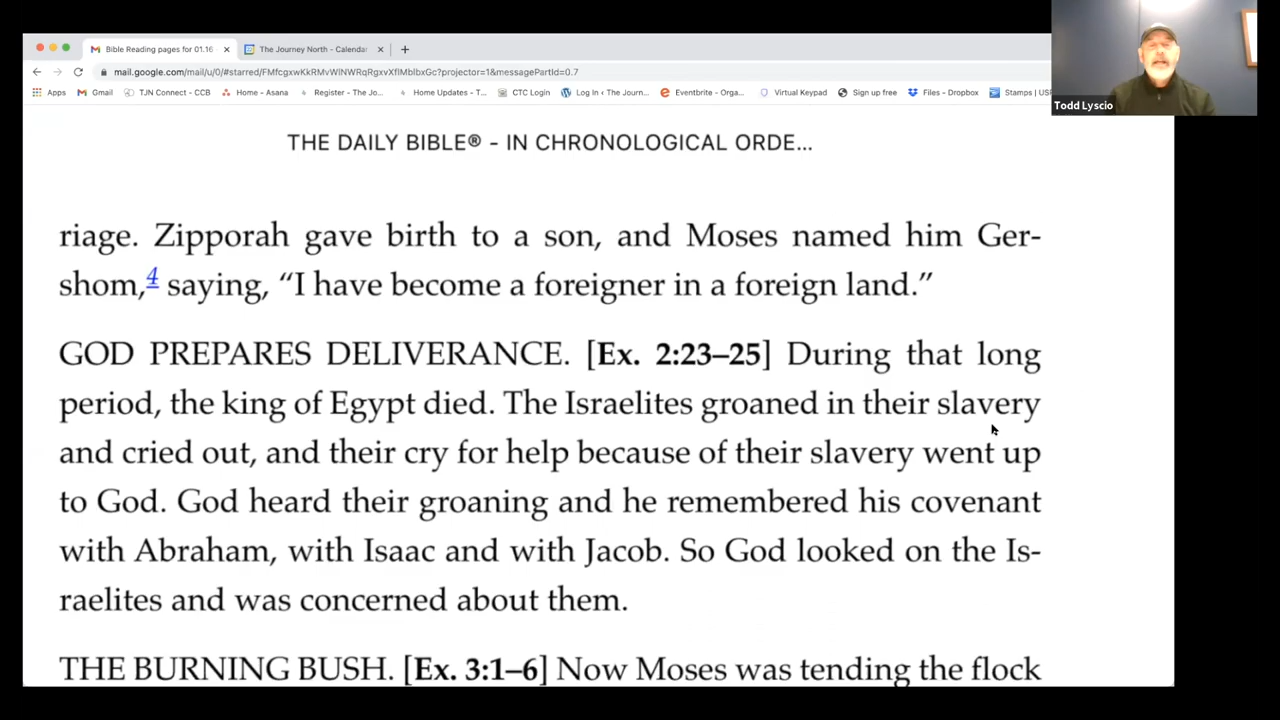 Bible Reading pages for 01.16
The Journey North - Calendar
mail.google.com/mail/u/0/#starred/FMfcgxwKkRMvWlNWRqRgxvXflMblbxGc?projector=1&messagePartId=0.7
Apps Gmail TJN Connect - CCB Home - Asana Register - The Jo... Home Updates - T... CTC Login Log In ‹ The Journ... Eventbrite - Orga... Virtual Keypad Sign up free Files - Dropbox Stamps | US
Todd Lyscio
THE DAILY BIBLE® - IN CHRONOLOGICAL ORDE...
riage. Zipporah gave birth to a son, and Moses named him Ger-
shom,4 saying, “I have become a foreigner in a foreign land.”
GOD PREPARES DELIVERANCE. [Ex. 2:23–25] During that long
period, the king of Egypt died. The Israelites groaned in their slavery
and cried out, and their cry for help because of their slavery went up
to God. God heard their groaning and he remembered his covenant
with Abraham, with Isaac and with Jacob. So God looked on the Is-
raelites and was concerned about them.
THE BURNING BUSH. [Ex. 3:1–6] Now Moses was tending the flock